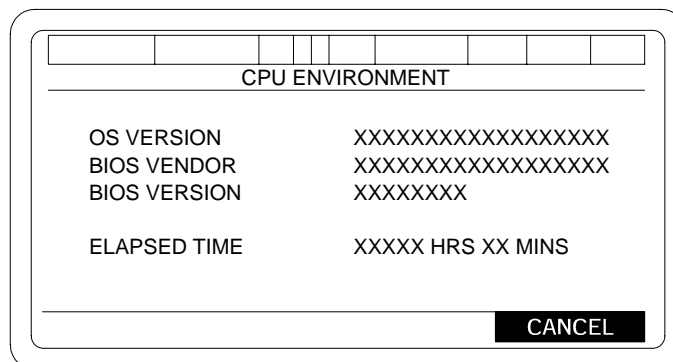 CPU ENVIRONMENT
OS VERSION XXXXXXXXXXXXXXXXXX
BIOS VENDOR XXXXXXXXXXXXXXXXXX
BIOS VERSION XXXXXXXX
ELAPSED TIME XXXXX HRS XX MINS
CANCEL